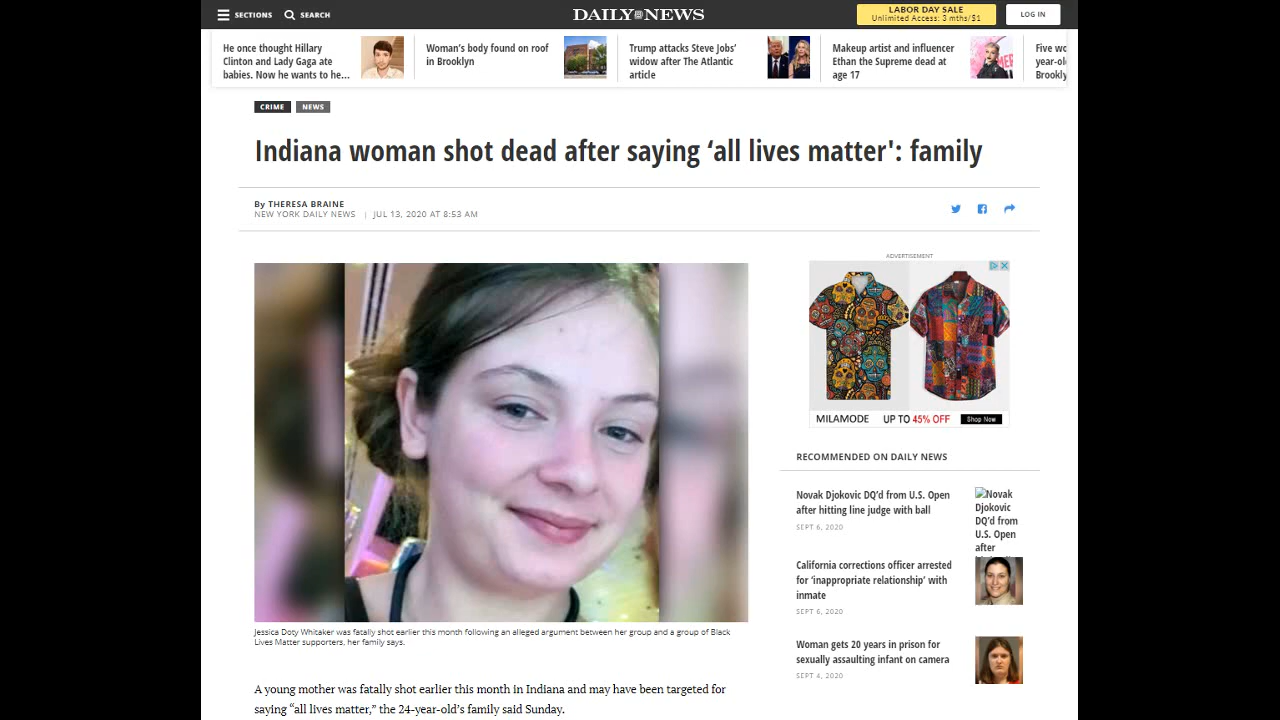 SECTIONS
SEARCH
DAILY NEWS
LABOR DAY SALE
Unlimited Access: 3 mths/$1
LOG IN
He once thought Hillary
Clinton and Lady Gaga ate
babies. Now he wants to he...
Woman's body found on roof
in Brooklyn
Trump attacks Steve Jobs'
widow after The Atlantic
article
Makeup artist and influencer
Ethan the Supreme dead at
age 17
CRIME
NEWS
Indiana woman shot dead after saying ‘all lives matter': family
By THERESA BRAINE
NEW YORK DAILY NEWS | JUL 13, 2020 AT 8:53 AM
ADVERTISEMENT
MILAMODE UP TO 45% OFF Shop Now
Jessica Doty Whitaker was fatally shot earlier this month following an alleged argument between her group and a group of Black
Lives Matter supporters, her family says.
A young mother was fatally shot earlier this month in Indiana and may have been targeted for
saying “all lives matter,” the 24-year-old’s family said Sunday.
RECOMMENDED ON DAILY NEWS
Novak Djokovic DQ’d from U.S. Open
after hitting line judge with ball
SEPT 6, 2020
Novak
Djokovic
DQ’d from
U.S. Open
after
California corrections officer arrested
for ‘inappropriate relationship’ with
inmate
SEPT 6, 2020
Woman gets 20 years in prison for
sexually assaulting infant on camera
SEPT 4, 2020